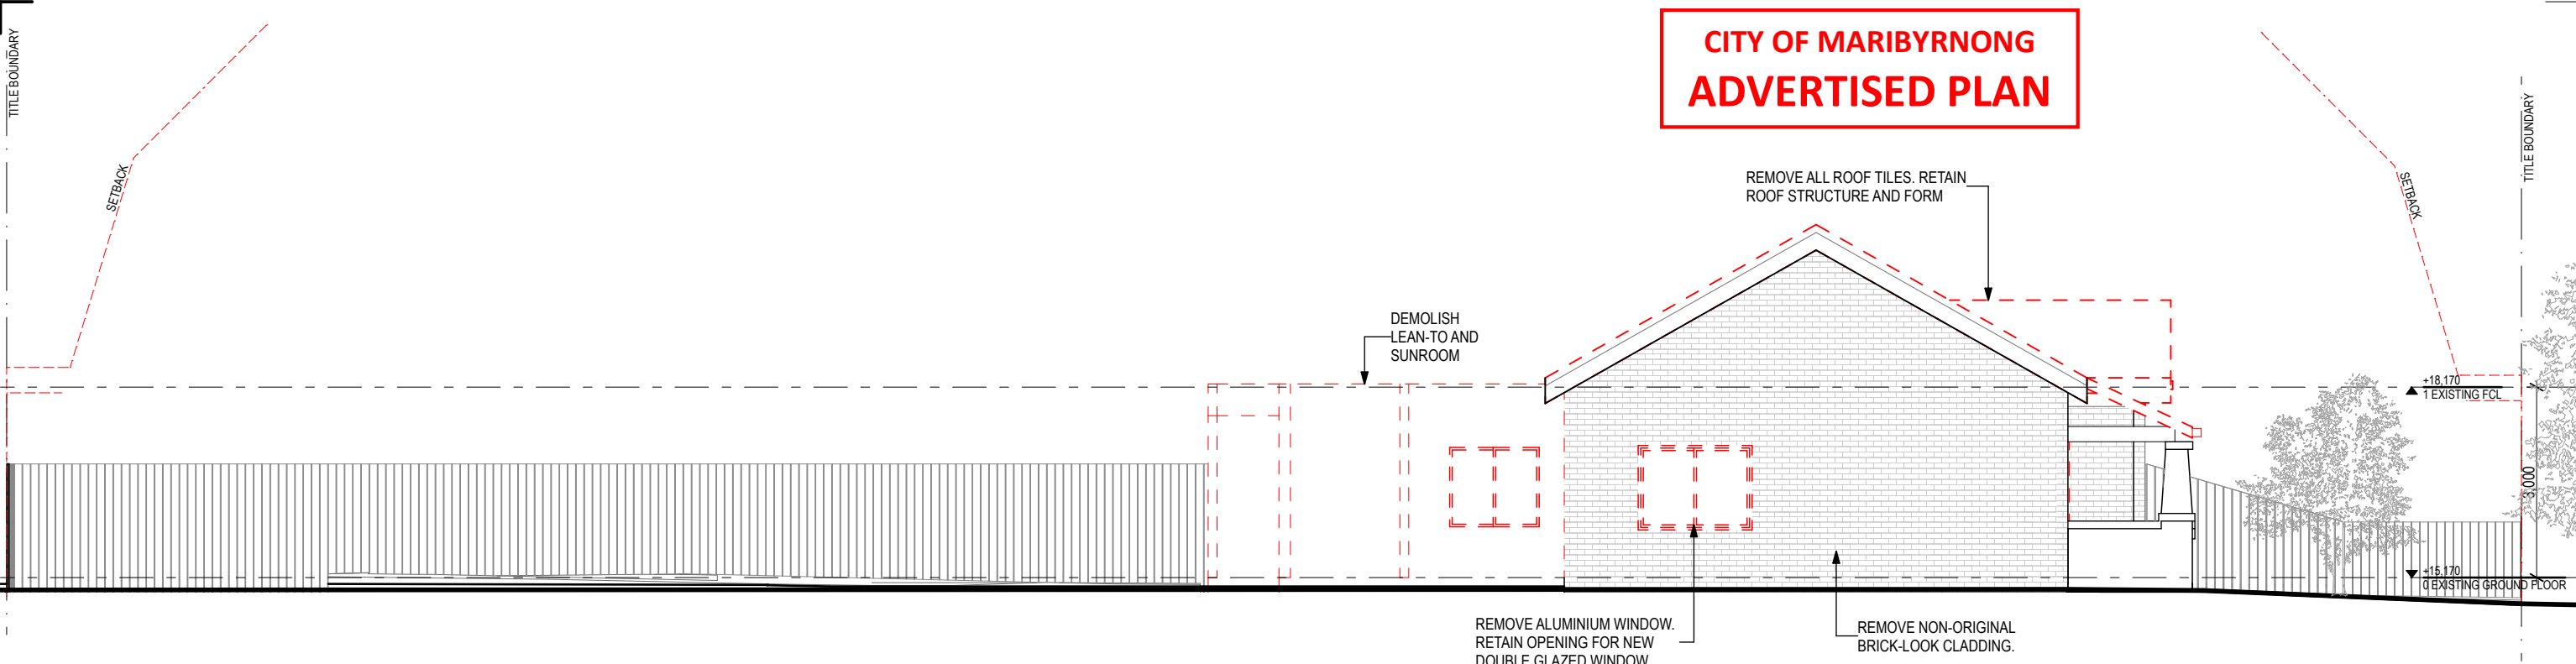 CITY OF MARIBYRNONG
ADVERTISED PLAN
TITLE BOUNDARY
SETBACK
REMOVE ALL ROOF TILES. RETAIN
ROOF STRUCTURE AND FORM
TITLE BOUNDARY
SETBACK
DEMOLISH
LEAN-TO AND
SUNROOM
+18,170
1 EXISTING FCL
3,000
+15,170
0 EXISTING GROUND FLOOR
REMOVE ALUMINIUM WINDOW.
RETAIN OPENING FOR NEW
DOUBLE GLAZED WINDOW
REMOVE NON-ORIGINAL
BRICK-LOOK CLADDING.